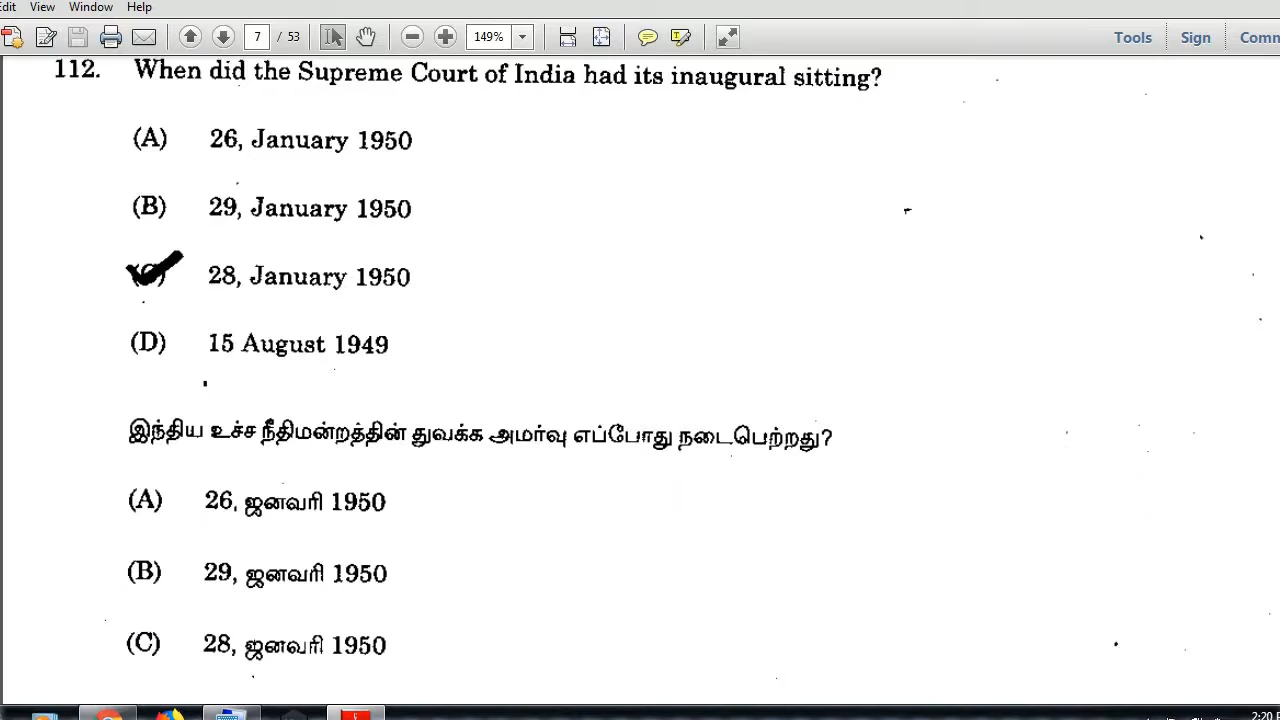 Edit View Window Help
7 / 53 149% Tools Sign
112. When did the Supreme Court of India had its inaugural sitting?
(A) 26, January 1950
(B) 29, January 1950
(C) 28, January 1950
(D) 15 August 1949
இந்திய உச்ச நீதிமன்றத்தின் துவக்க அமர்வு எப்போது நடைபெற்றது?
(A) 26, ஜனவரி 1950
(B) 29, ஜனவரி 1950
(C) 28, ஜனவரி 1950